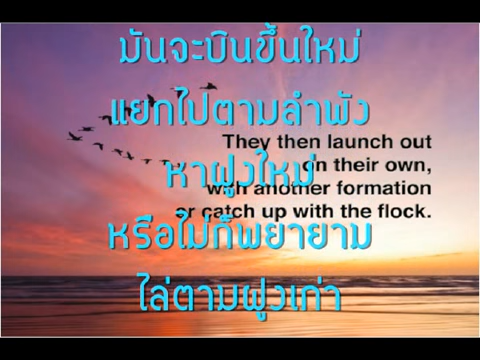 มันจะบินขึ้นใหม่
แยกไปตามลำพัง
They then launch out
on their own,
หาฝูงใหม่
with another formation
or catch up with the flock.
หรือไม่ก็พยายาม
ไล่ตามฝูงเก่า